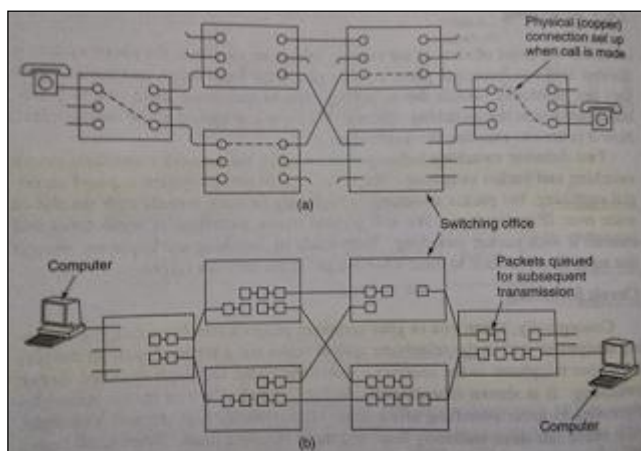 Physical (copper)
connection set up
when call is made
(a)
Switching office
Computer
Packets queued
for subsequent
transmission
Computer
(b)